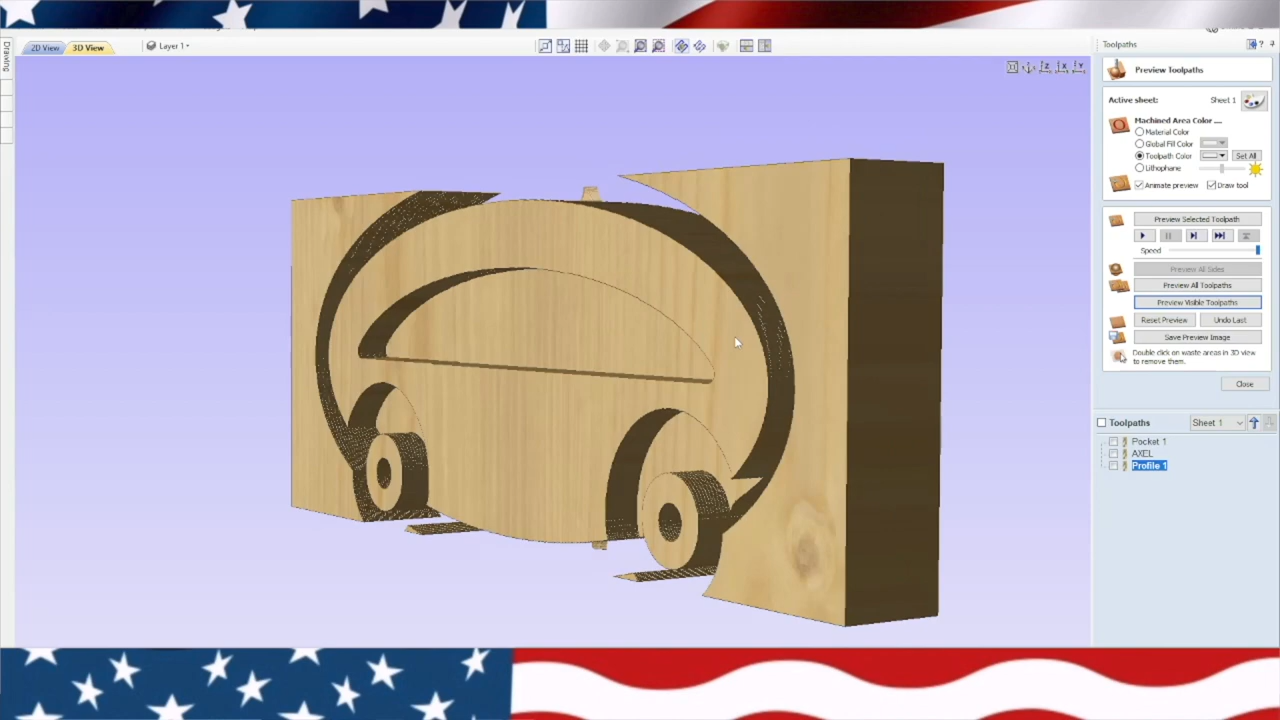 Drawing
2D View 3D View Layer 1
Toolpaths ?
Preview Toolpaths
Active sheet: Sheet 1
Machined Area Color ....
Material Color
Global Fill Color
Toolpath Color Set All
Lithophane
Animate preview Draw tool
Preview Selected Toolpath
Speed
Preview All Sides
Preview All Toolpaths
Preview Visible Toolpaths
Reset Preview Undo Last
Save Preview Image
Double click on waste areas in 3D view
to remove them.
Close
Toolpaths Sheet 1
Pocket 1
AXEL
Profile 1